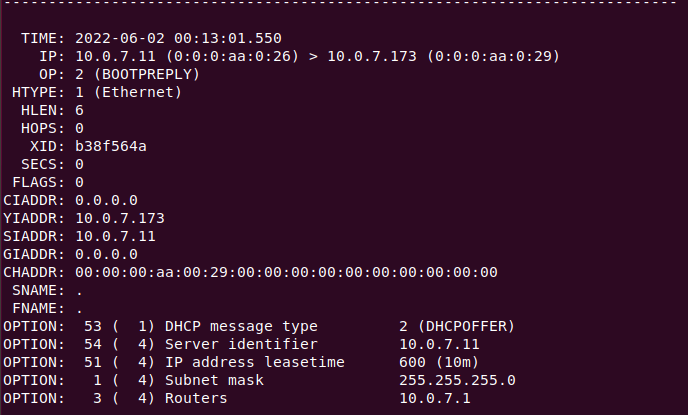 ---------------------------------------------------------------------------
TIME: 2022-06-02 00:13:01.550
IP: 10.0.7.11 (0:0:0:aa:0:26) > 10.0.7.173 (0:0:0:aa:0:29)
OP: 2 (BOOTPREPLY)
HTYPE: 1 (Ethernet)
HLEN: 6
HOPS: 0
XID: b38f564a
SECS: 0
FLAGS: 0
CIADDR: 0.0.0.0
YIADDR: 10.0.7.173
SIADDR: 10.0.7.11
GIADDR: 0.0.0.0
CHADDR: 00:00:00:aa:00:29:00:00:00:00:00:00:00:00:00:00
SNAME: .
FNAME: .
OPTION:  53 (  1) DHCP message type         2 (DHCPOFFER)
OPTION:  54 (  4) Server identifier         10.0.7.11
OPTION:  51 (  4) IP address leasetime      600 (10m)
OPTION:   1 (  4) Subnet mask               255.255.255.0
OPTION:   3 (  4) Routers                   10.0.7.1